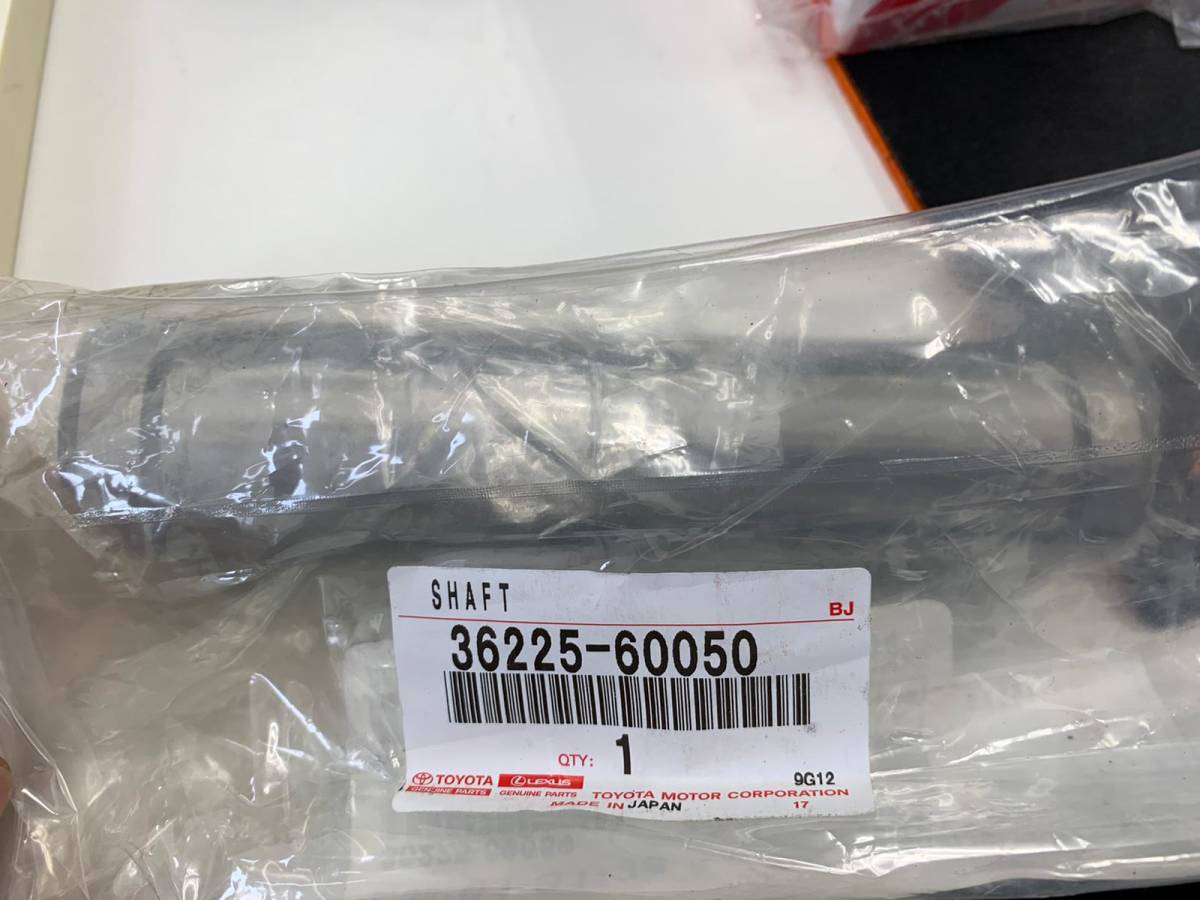 SHAFT
BJ
36225-60050
QTY: 1
TOYOTA LEXUS 9G12
GENUINE PARTS GENUINE PARTS TOYOTA MOTOR CORPORATION
MADE IN JAPAN 17